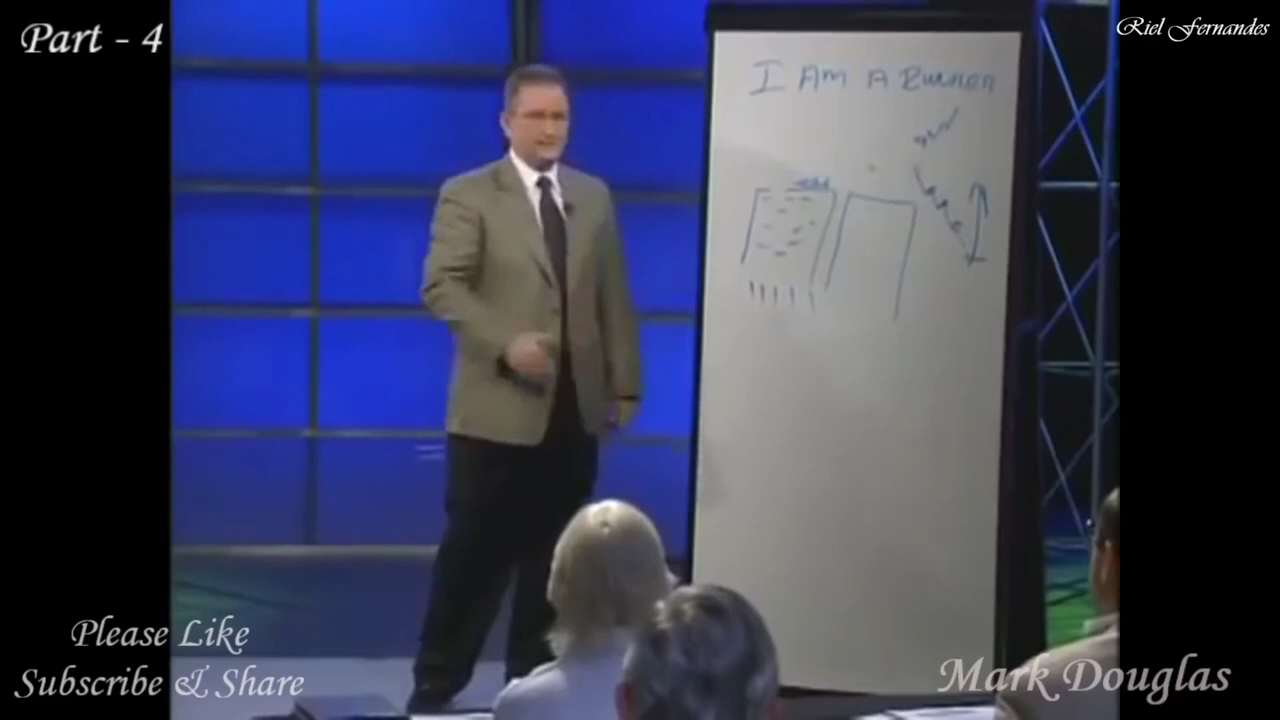 Part - 4
Riel Fernandes
I AM A
Please Like
Subscribe & Share
Mark Douglas